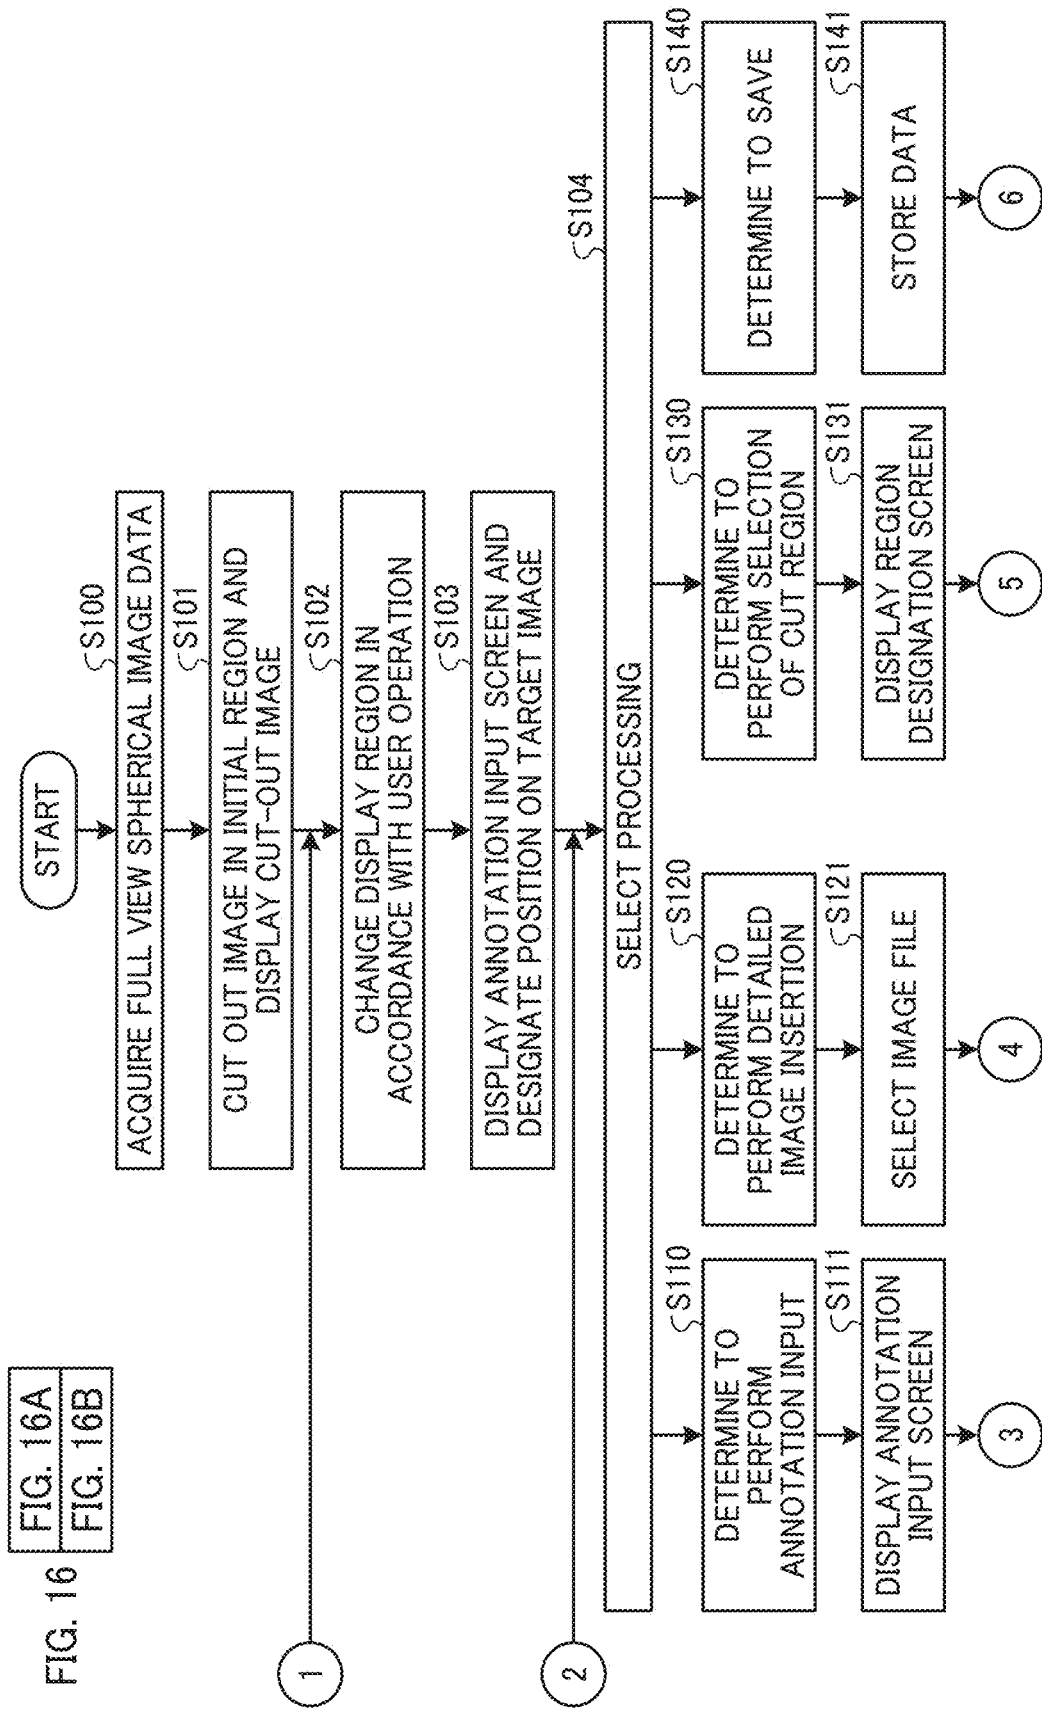 FIG. 16
FIG. 16A
FIG. 16B
START
S100
ACQUIRE FULL VIEW SPHERICAL IMAGE DATA
S101
CUT OUT IMAGE IN INITIAL REGION AND
DISPLAY CUT-OUT IMAGE
1
S102
CHANGE DISPLAY REGION IN
ACCORDANCE WITH USER OPERATION
S103
DISPLAY ANNOTATION INPUT SCREEN AND
DESIGNATE POSITION ON TARGET IMAGE
2
S104
SELECT PROCESSING
S110
DETERMINE TO
PERFORM
ANNOTATION INPUT
S111
DISPLAY ANNOTATION
INPUT SCREEN
3
S120
DETERMINE TO
PERFORM DETAILED
IMAGE INSERTION
S121
SELECT IMAGE FILE
4
S130
DETERMINE TO
PERFORM SELECTION
OF CUT REGION
S131
DISPLAY REGION
DESIGNATION SCREEN
5
S140
DETERMINE TO SAVE
S141
STORE DATA
6